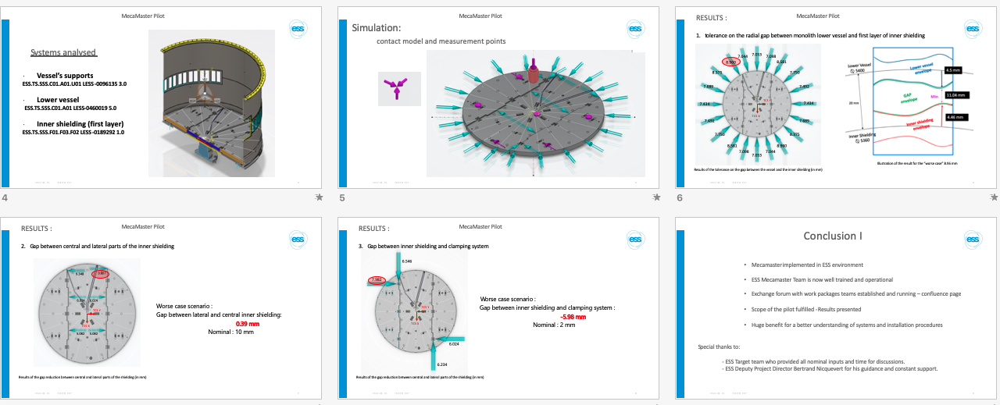 MecaMaster Pilot
ess
Systems analysed
· Vessel's supports
ESS.TS.SSS.C01.A01.U01 LESS-0096135 3.0
· Lower vessel
ESS.TS.SSS.C01.A01 LESS-0460019 5.0
· Inner shielding (first layer)
ESS.TS.SSS.F01.F03.F02 LESS-0189292 1.0
4
MecaMaster Pilot
ess
Simulation:
contact model and measurement points
5
RESULTS :
MecaMaster Pilot
ess
1. tolerance on the radial gap between monolith lower vessel and first layer of inner shielding
7.044
7.053
7.098
8.581
8.960
8.375
7.750
7.689
7.492
7.434
7.434
7.492
7.689
7.750
8.375
8.581
8.960
7.098
7.044
7.053
Lower Vessel
∅ 5400
Lower vessel
envelope
4.5 mm
GAP
envelope
Min
11.04 mm
20 mm
Inner shielding
envelope
4.46 mm
Inner Shielding
∅ 5360
Results of the tolerance on the gap between the vessel and the inner shielding (in mm)
Illustration of the result for the "worse case" 8.96 mm
6
RESULTS :
MecaMaster Pilot
ess
2. Gap between central and lateral parts of the inner shielding
6.024
6.024
5.082
5.082
Worse case scenario :
Gap between lateral and central inner shielding:
0.39 mm
Nominal : 10 mm
Results of the gap reduction between central and lateral parts of the shielding (in mm)
RESULTS :
MecaMaster Pilot
ess
3. Gap between inner shielding and clamping system
6.546
7.982
6.024
6.234
Worse case scenario :
Gap between inner shielding and clamping system :
-5.98 mm
Nominal : 2 mm
Results of the gap reduction between central and lateral parts of the shielding (in mm)
Conclusion I
ess
• Mecamaster implemented in ESS environment
• ESS Mecamaster Team is now well trained and operational
• Exchange forum with work packages teams established and running – confluence page
• Scope of the pilot fulfilled - Results presented
• Huge benefit for a better understanding of systems and installation procedures
Special thanks to:
- ESS Target team who provided all nominal inputs and time for discussions.
- ESS Deputy Project Director Bertrand Nicquevert for his guidance and constant support.